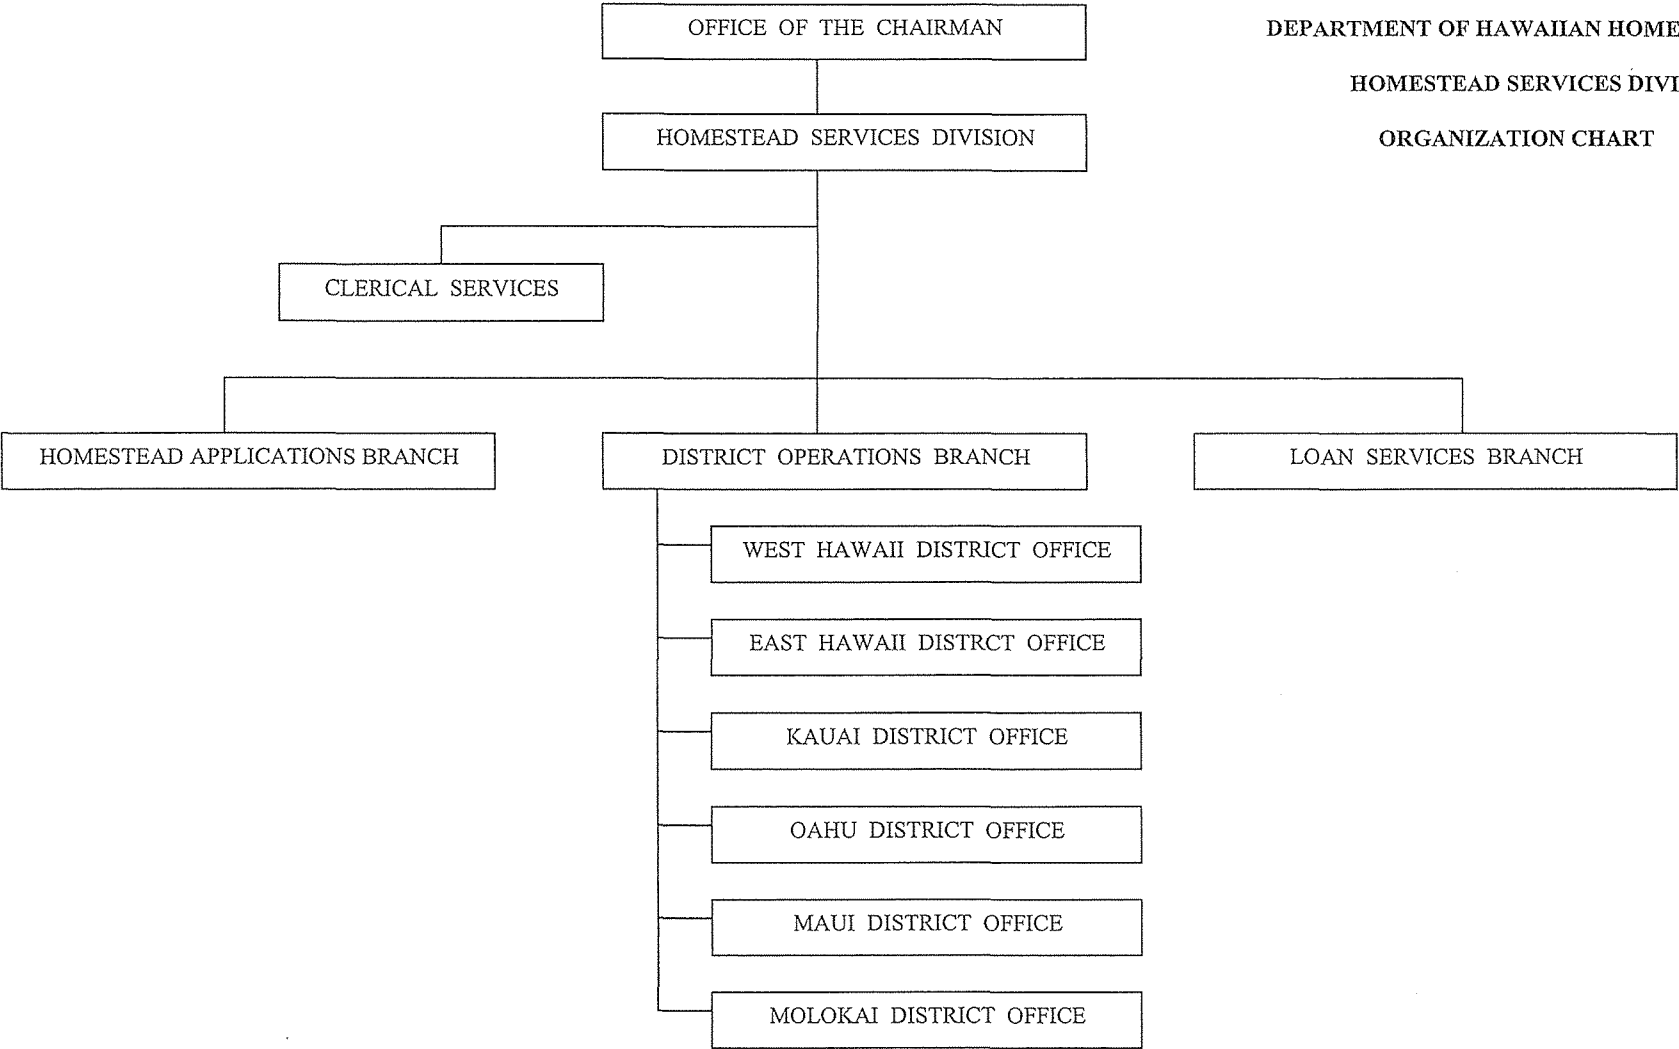 OFFICE OF THE CHAIRMAN
DEPARTMENT OF HAWAIIAN HOME
HOMESTEAD SERVICES DIVI
ORGANIZATION CHART
HOMESTEAD SERVICES DIVISION
CLERICAL SERVICES
HOMESTEAD APPLICATIONS BRANCH
DISTRICT OPERATIONS BRANCH
LOAN SERVICES BRANCH
WEST HAWAII DISTRICT OFFICE
EAST HAWAII DISTRCT OFFICE
KAUAI DISTRICT OFFICE
OAHU DISTRICT OFFICE
MAUI DISTRICT OFFICE
MOLOKAI DISTRICT OFFICE